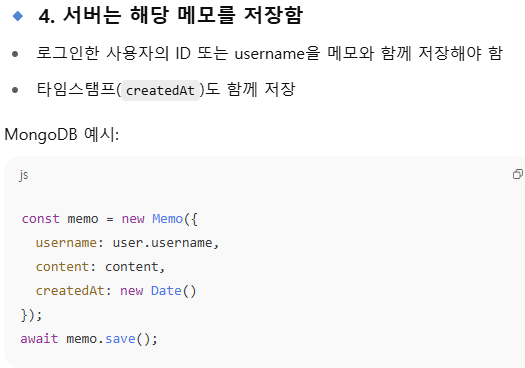 4. 서버는 해당 메모를 저장함
로그인한 사용자의 ID 또는 username을 메모와 함께 저장해야 함
타임스탬프(createdAt)도 함께 저장
MongoDB 예시:
js
const memo = new Memo({
  username: user.username,
  content: content,
  createdAt: new Date()
});
await memo.save();